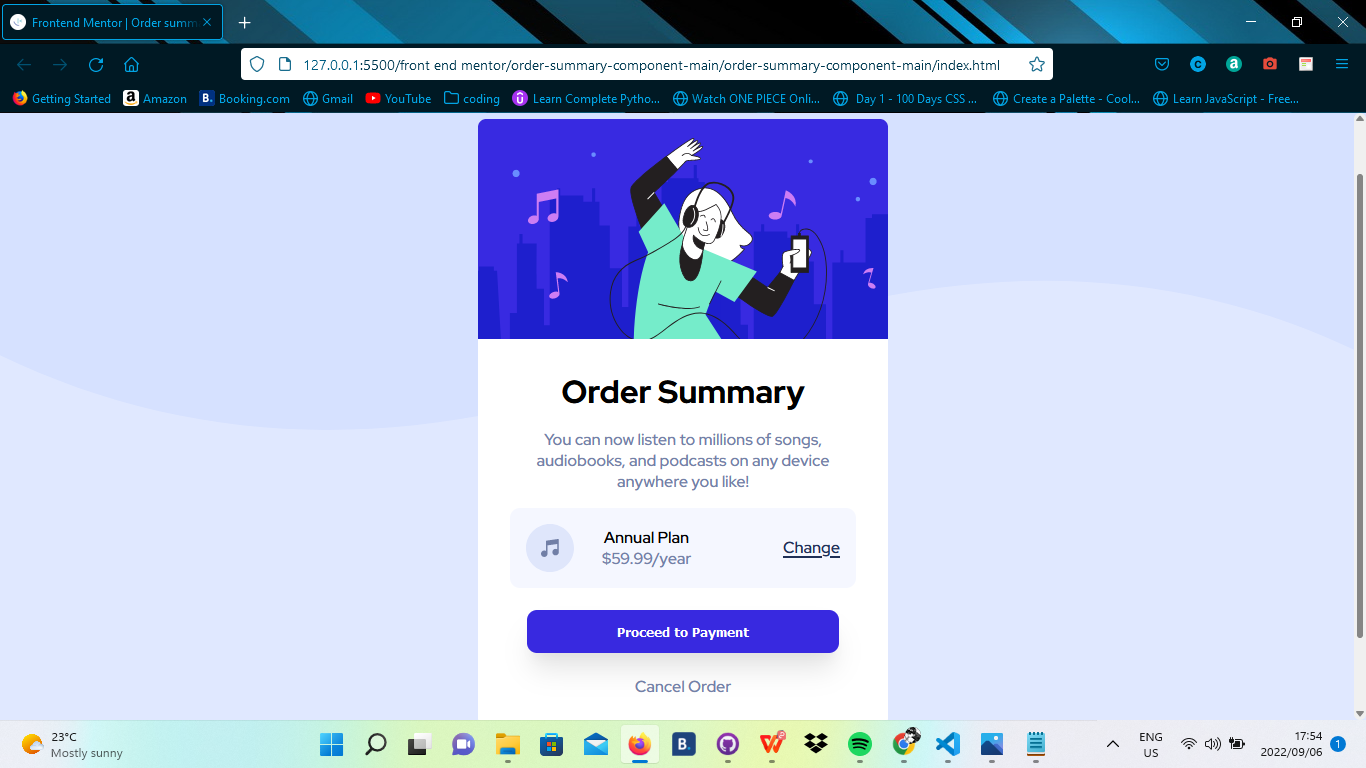 Frontend Mentor | Order summ
127.0.0.1:5500/front end mentor/order-summary-component-main/order-summary-component-main/index.html
C
a
Getting Started
a Amazon
B. Booking.com
Gmail
YouTube
coding
Learn Complete Pytho...
Watch ONE PIECE Onli...
Day 1 - 100 Days CSS ...
Create a Palette - Cool...
Learn JavaScript - Free...
Order Summary
You can now listen to millions of songs,
audiobooks, and podcasts on any device
anywhere you like!
Annual Plan
$59.99/year
Change
Proceed to Payment
Cancel Order
23°C
Mostly sunny
B.
ENG
US
17:54
2022/09/06
1